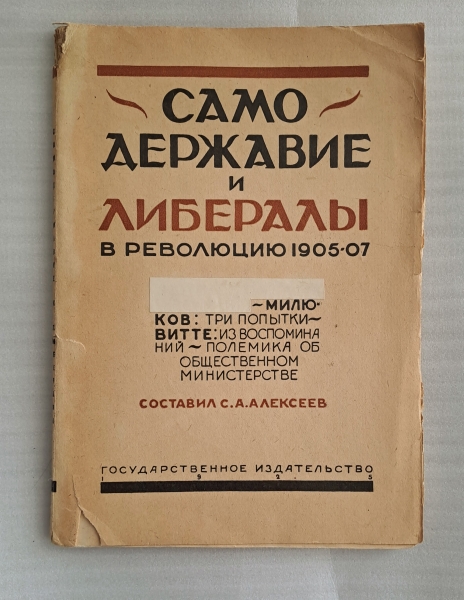 САМО
ДЕРЖАВИЕ
И
ЛИБЕРАЛЫ
В РЕВОЛЮЦИЮ 1905-07
~МИЛЮ-
КОВ: ТРИ ПОПЫТКИ~
ВИТТЕ: ИЗ ВОСПОМИНА
НИЙ ~ ПОЛЕМИКА ОБ
ОБЩЕСТВЕННОМ
МИНИСТЕРСТВЕ
СОСТАВИЛ С.А.АЛЕКСЕЕВ
ГОСУДАРСТВЕННОЕ ИЗДАТЕЛЬСТВО
1 9 2 5